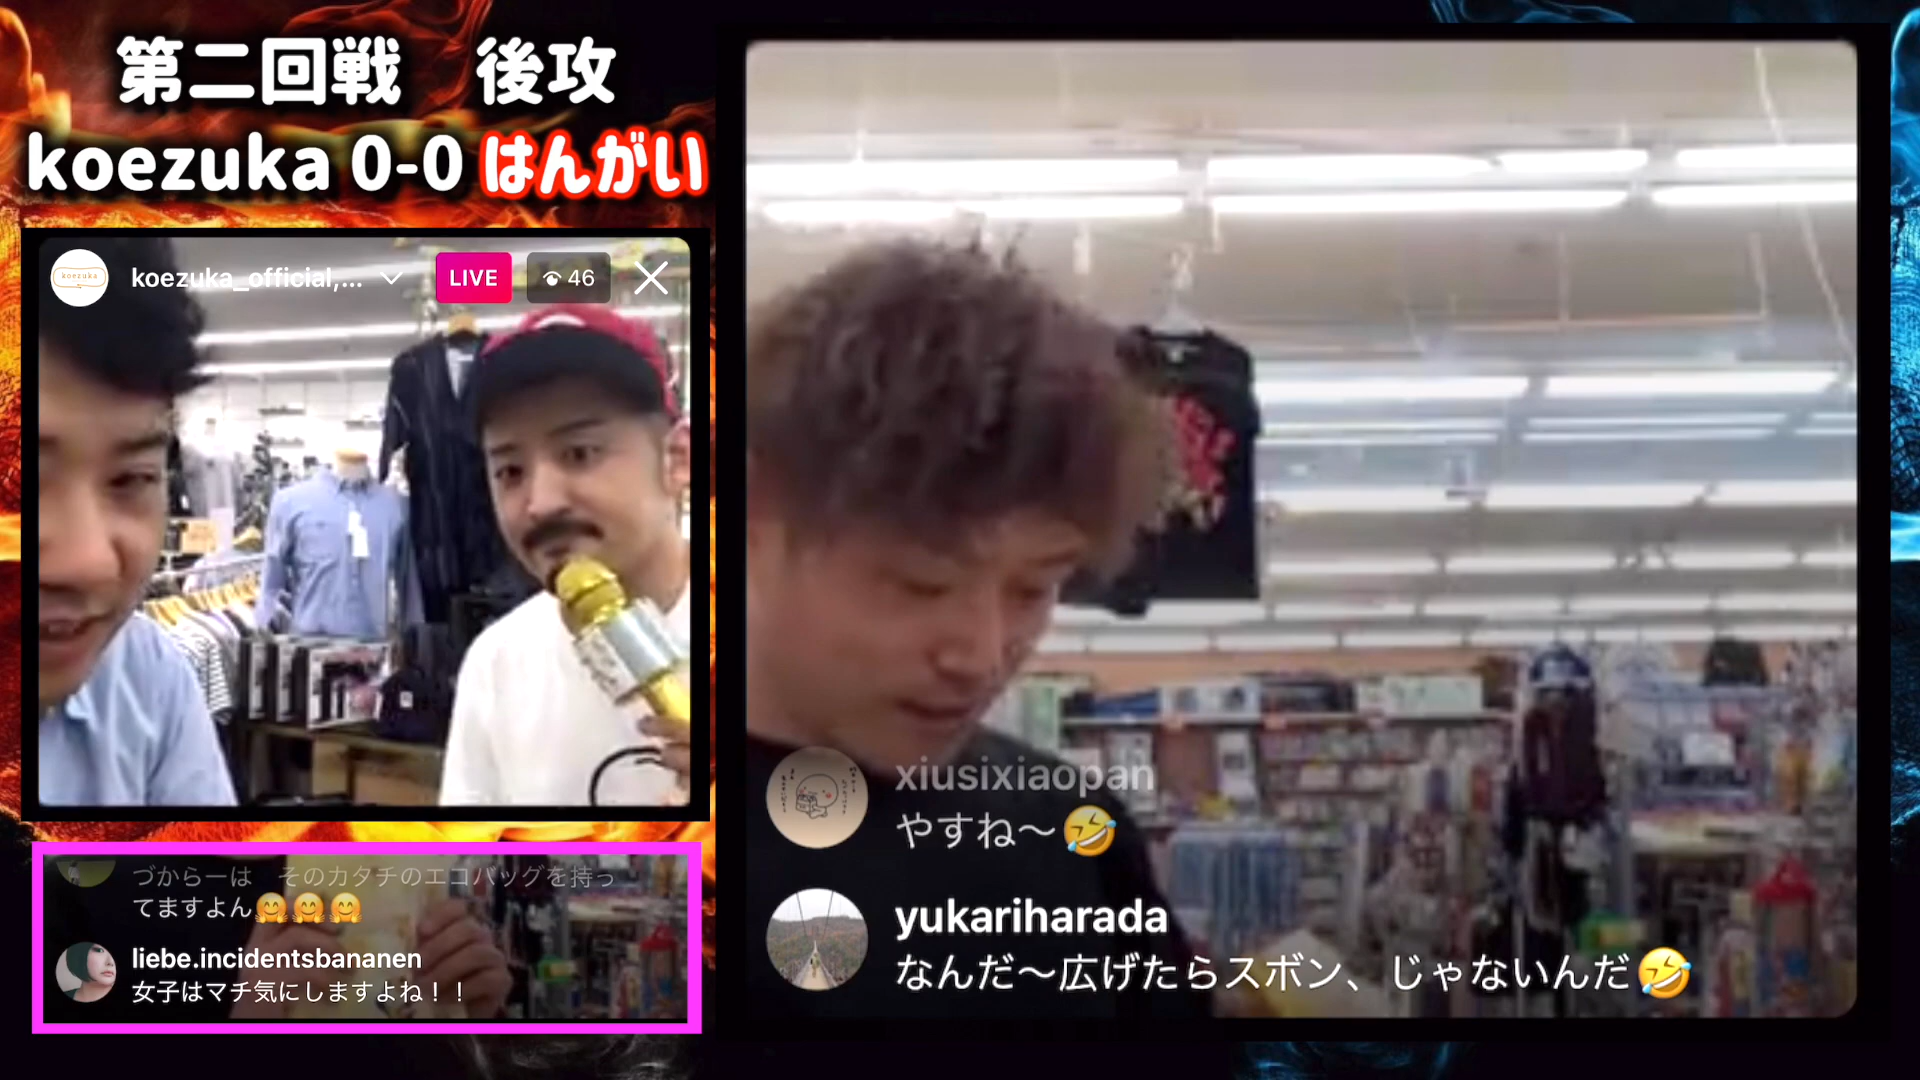 第二回戦　後攻
koezuka 0-0 はんがい
koezuka
koezuka_official,...
LIVE
46
づからーは　そのカタチのエコバッグを持っ
てますよん🤗🤗🤗
liebe.incidentsbananen
女子はマチ気にしますよね！！
xiusixiaopan
やすね〜🤣
yukariharada
なんだ〜広げたらスボン、じゃないんだ🤣